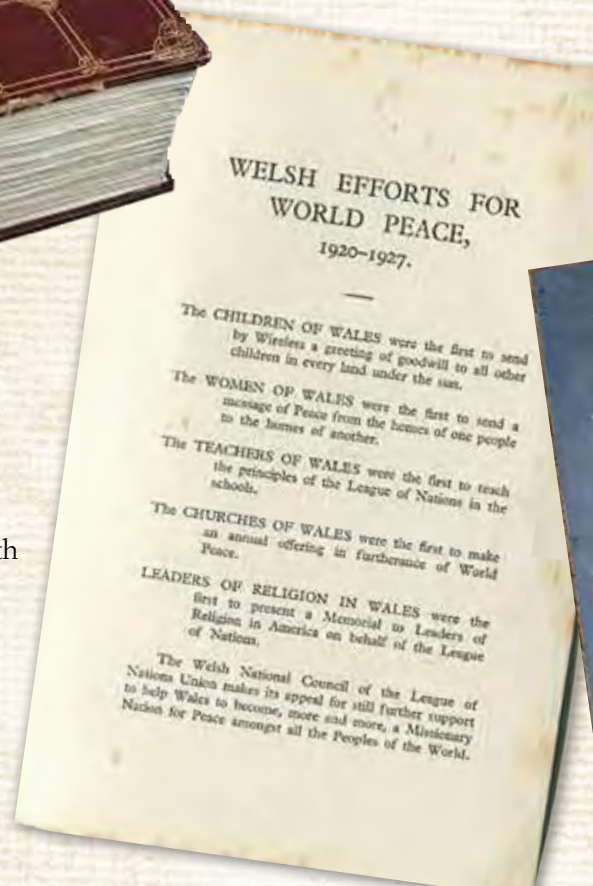 WELSH EFFORTS FOR
WORLD PEACE,
1920–1927.
The CHILDREN OF WALES were the first to send
by Wireless a greeting of goodwill to all other
children in every land under the sun.
The WOMEN OF WALES were the first to send a
message of Peace from the homes of one people
to the homes of another.
The TEACHERS OF WALES were the first to teach
the principles of the League of Nations in the
schools.
The CHURCHES OF WALES were the first to make
an annual offering in furtherance of World
Peace.
LEADERS OF RELIGION IN WALES were the
first to present a Memorial to Leaders of
Religion in America on behalf of the League
of Nations.
The Welsh National Council of the League of
Nations Union makes its appeal for still further support
to help Wales to become, more and more, a Missionary
Nation for Peace amongst all the Peoples of the World.
th